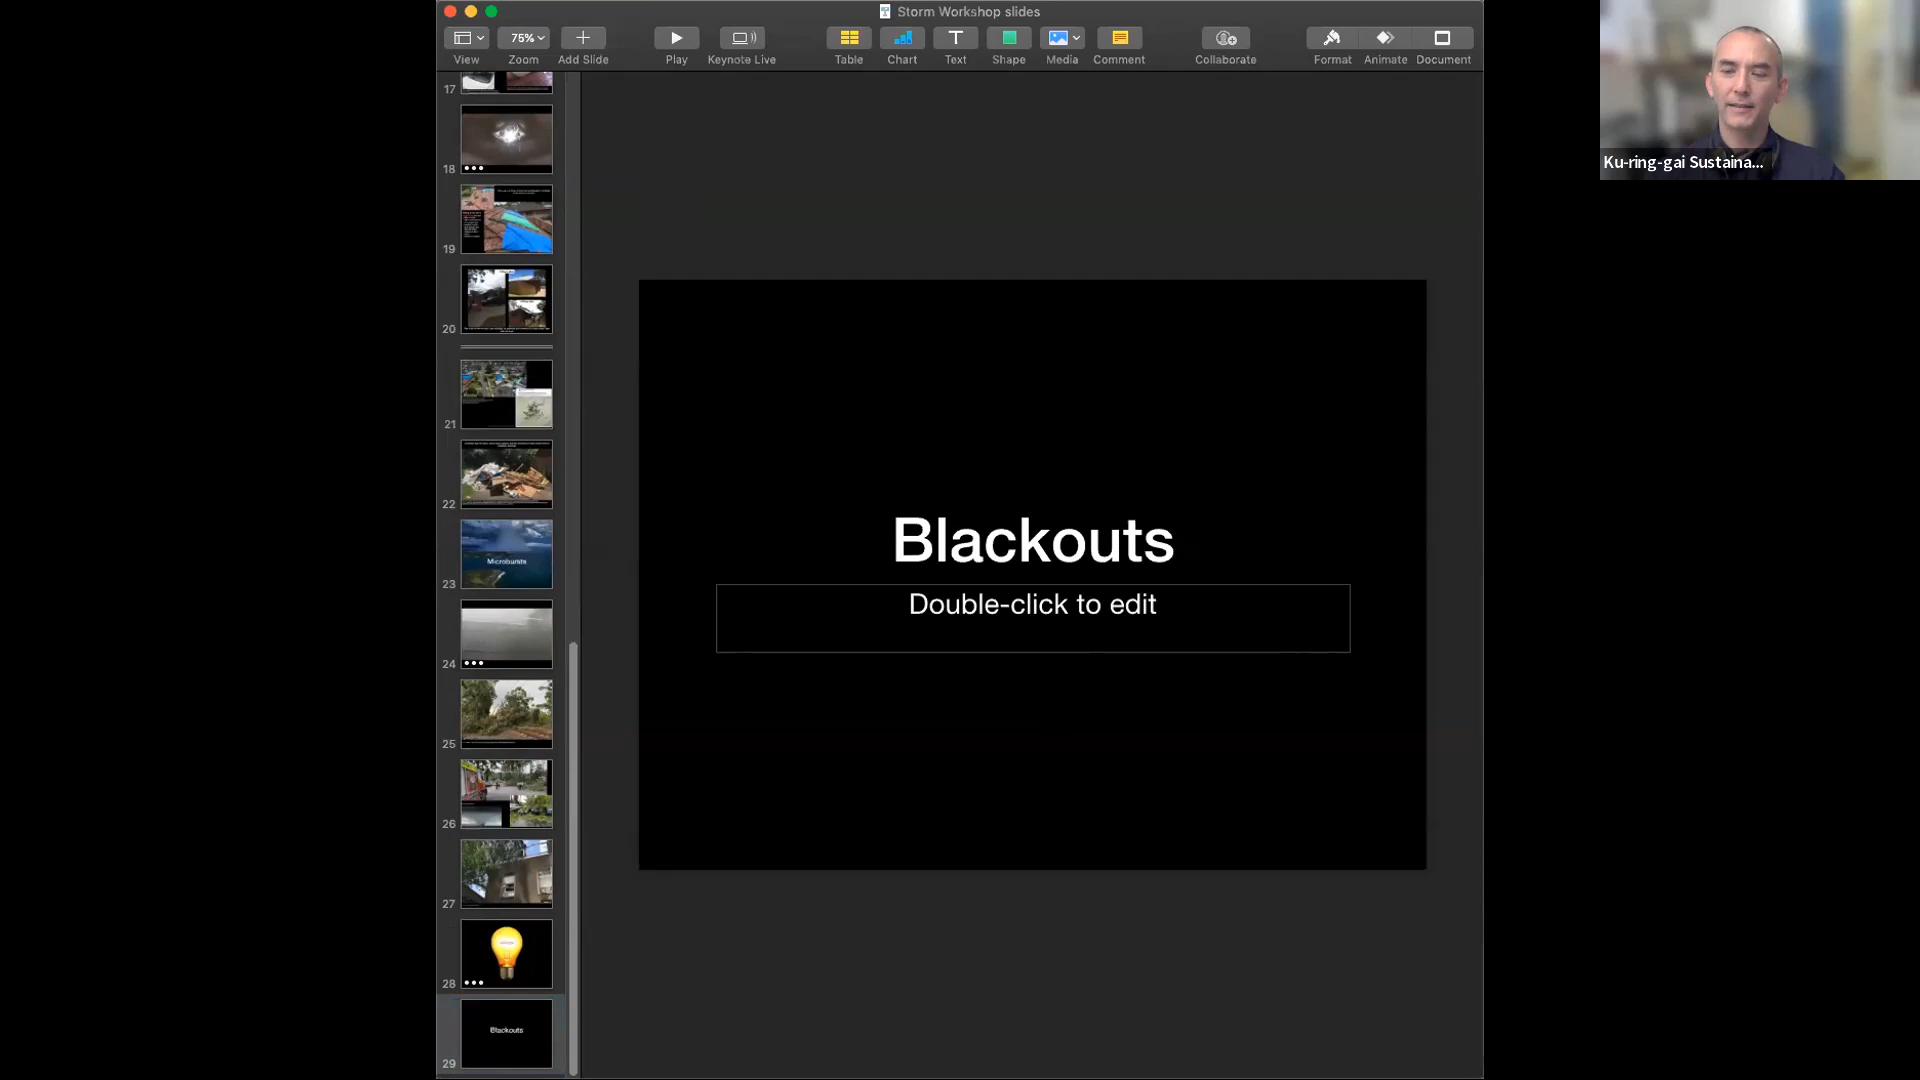 Storm Workshop slides
75%
View
Zoom
Add Slide
Play
Keynote Live
Table
Chart
Text
Shape
Media
Comment
Collaborate
Format
Animate
Document
Ku-ring-gai Sustaina...
17
18
19
20
21
22
Microbursts
23
24
25
26
27
28
Blackouts
29
Blackouts
Double-click to edit